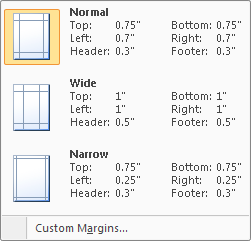 Normal
Top: 0.75" Bottom: 0.75"
Left: 0.7" Right: 0.7"
Header: 0.3" Footer: 0.3"
Wide
Top: 1" Bottom: 1"
Left: 1" Right: 1"
Header: 0.5" Footer: 0.5"
Narrow
Top: 0.75" Bottom: 0.75"
Left: 0.25" Right: 0.25"
Header: 0.3" Footer: 0.3"
Custom Margins...